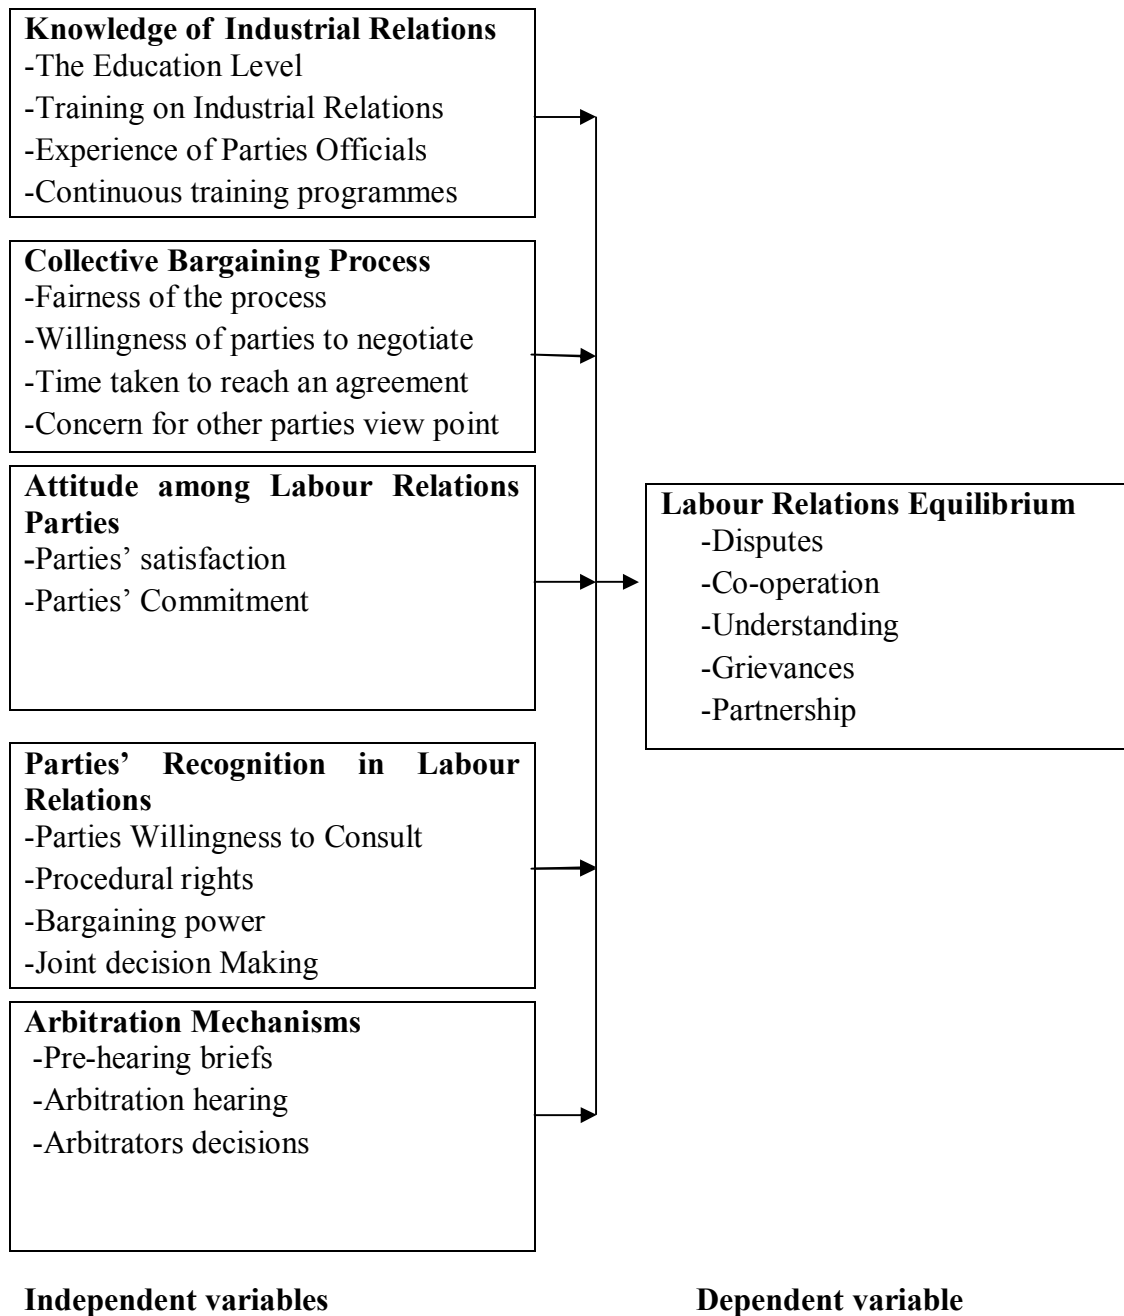 Knowledge of Industrial Relations
-The Education Level
-Training on Industrial Relations
-Experience of Parties Officials
-Continuous training programmes
Collective Bargaining Process
-Fairness of the process
-Willingness of parties to negotiate
-Time taken to reach an agreement
-Concern for other parties view point
Attitude among Labour Relations
Parties
-Parties’ satisfaction
-Parties’ Commitment
Parties’ Recognition in Labour
Relations
-Parties Willingness to Consult
-Procedural rights
-Bargaining power
-Joint decision Making
Arbitration Mechanisms
-Pre-hearing briefs
-Arbitration hearing
-Arbitrators decisions
Labour Relations Equilibrium
-Disputes
-Co-operation
-Understanding
-Grievances
-Partnership
Independent variables
Dependent variable